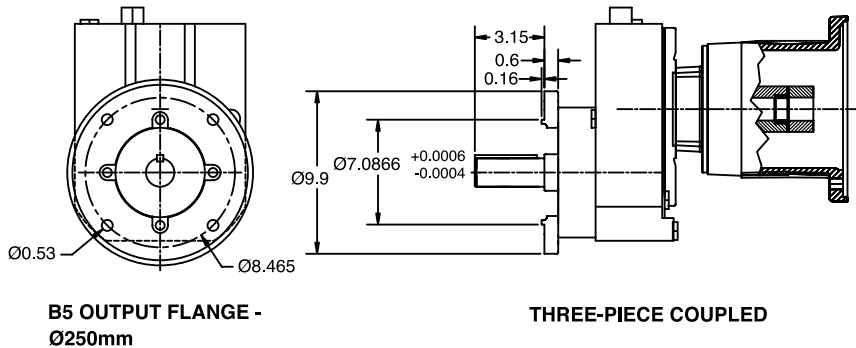 3.15
0.6
0.16
Ø7.0866 +0.0006
-0.0004
Ø9.9
Ø0.53
Ø8.465
B5 OUTPUT FLANGE -
Ø250mm
THREE-PIECE COUPLED